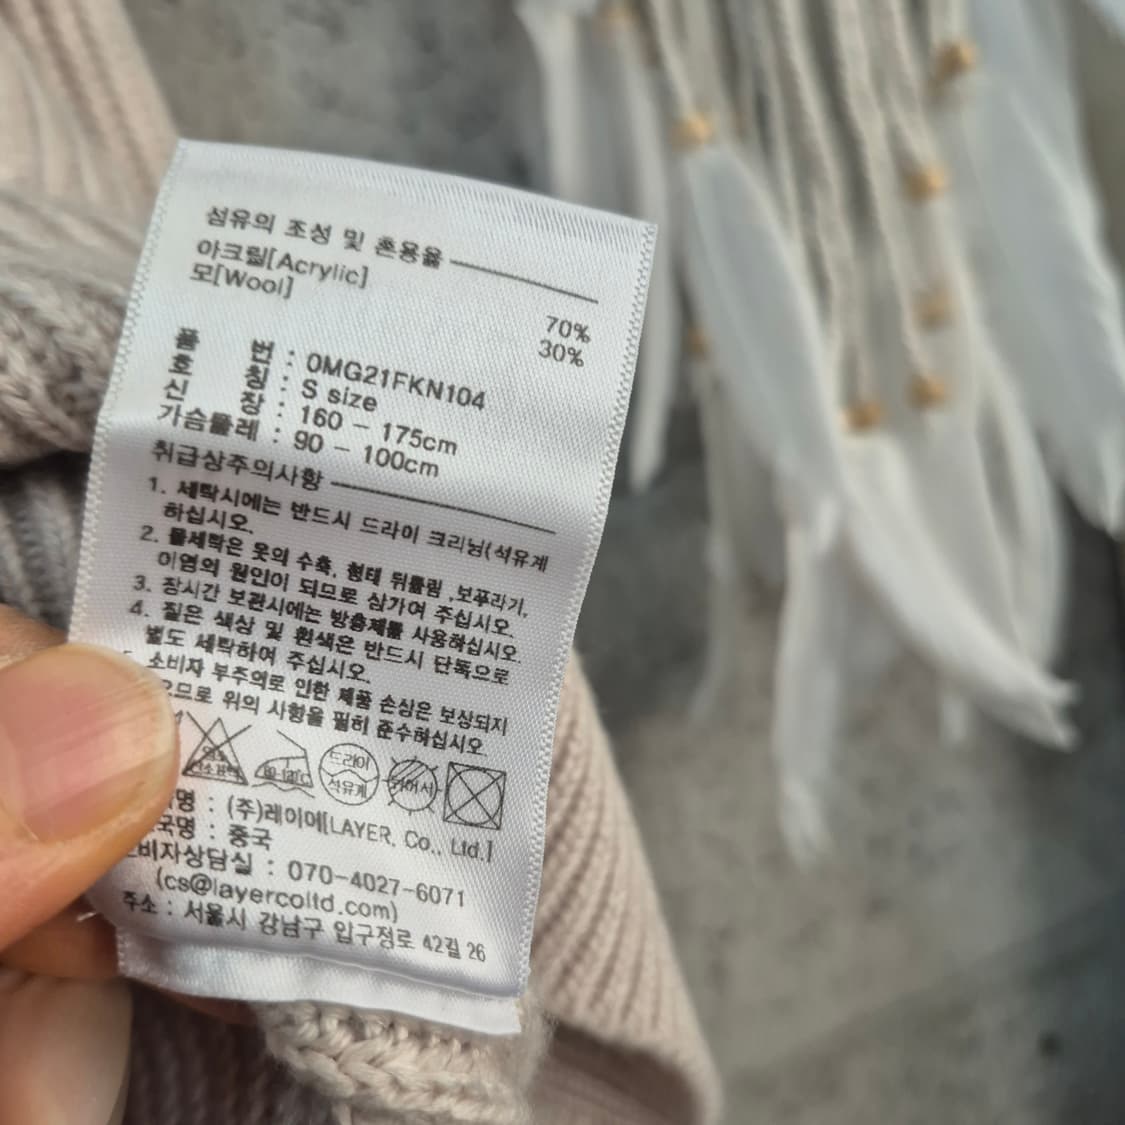 섬유의 조성 및 혼용율
아크릴[Acrylic] 70%
모[Wool] 30%
품 번 : 0MG21FKN104
호 칭 : S size
신 장 : 160 - 175cm
가슴둘레 : 90 - 100cm
취급상주의사항
1. 세탁시에는 반드시 드라이 크리닝(석유계
하십시오.
2. 물세탁은 옷의 수축, 형태 뒤틀림 ,보푸라기,
이염의 원인이 되므로 삼가여 주십시오.
3. 장시간 보관시에는 방충제를 사용하십시오.
4. 짙은 색상 및 흰색은 반드시 단독으로
별도 세탁하여 주십시오.
소비자 부주의로 인한 제품 손상은 보상되지
으므로 위의 사항을 필히 준수하십시오
염소 산소표백 80-120℃ 드라이 석유계 뉘어서
명 : (주)레이어[LAYER, Co., Ltd.]
국명 : 중국
비자상담실 : 070-4027-6071
(cs@layercoltd.com)
주소 : 서울시 강남구 압구정로 42길 26